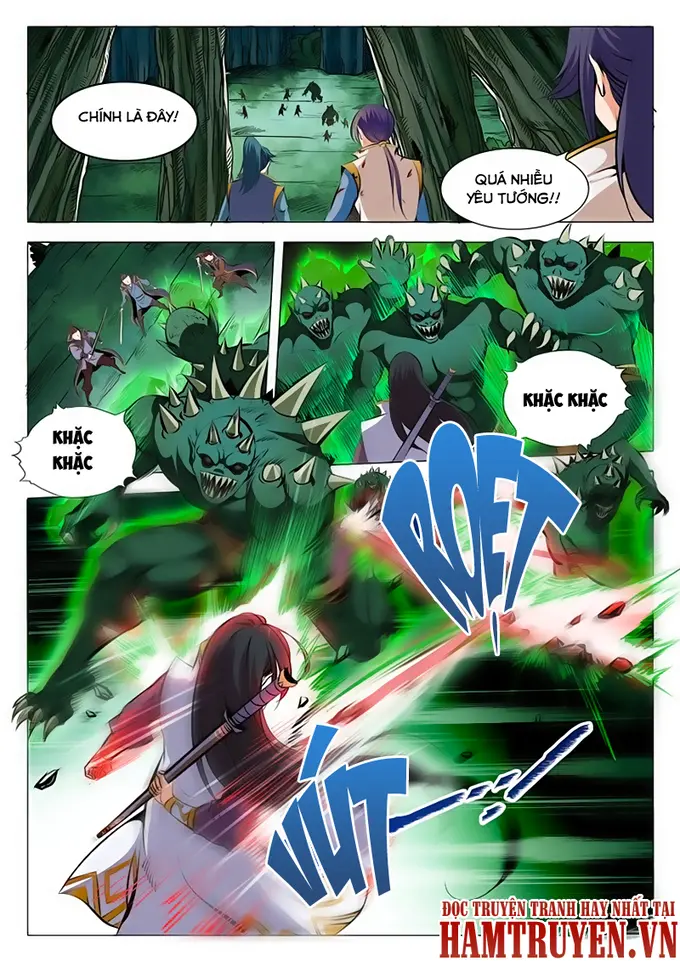 CHÍNH LÀ ĐÂY!
QUÁ NHIỀU
YÊU TƯỚNG!!
KHẶC
KHẶC
KHẶC KHẶC
ROẸT
VÚT
ĐỌC TRUYỆN TRANH HAY NHẤT TẠI
HAMTRUYEN.VN